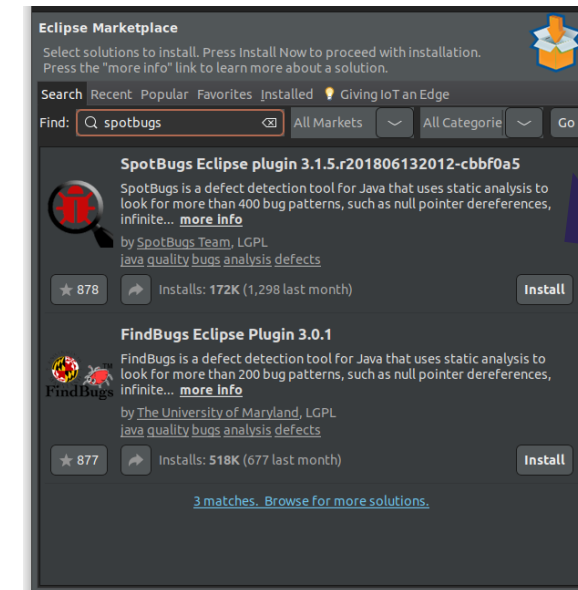 Eclipse Marketplace
Select solutions to install. Press Install Now to proceed with installation.
Press the "more info" link to learn more about a solution.
Search Recent Popular Favorites Installed Giving IoT an Edge
Find: spotbugs All Markets All Categorie Go
SpotBugs Eclipse plugin 3.1.5.r201806132012-cbbf0a5
SpotBugs is a defect detection tool for Java that uses static analysis to
look for more than 400 bug patterns, such as null pointer dereferences,
infinite... more info
by SpotBugs Team, LGPL
java quality bugs analysis defects
878 Installs: 172K (1,298 last month) Install
FindBugs Eclipse Plugin 3.0.1
FindBugs is a defect detection tool for Java that uses static analysis to
look for more than 200 bug patterns, such as null pointer dereferences,
FindBugs infinite... more info
by The University of Maryland, LGPL
java quality bugs analysis defects
877 Installs: 518K (677 last month) Install
3 matches. Browse for more solutions.